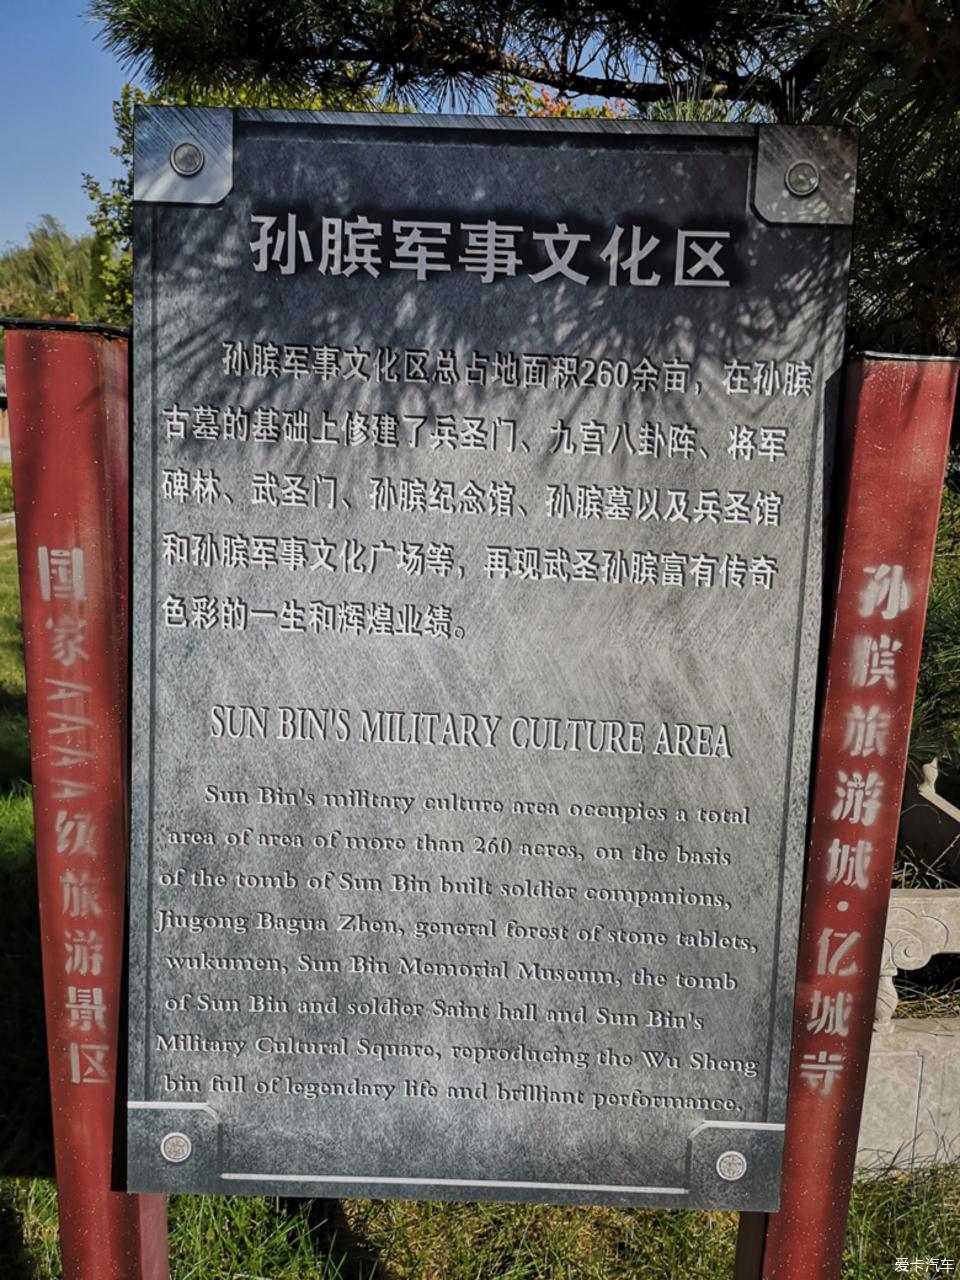 孙膑军事文化区
孙膑军事文化区总占地面积260余亩，在孙膑
古墓的基础上修建了兵圣门、九宫八卦阵、将军
碑林、武圣门、孙膑纪念馆、孙膑墓以及兵圣馆
和孙膑军事文化广场等，再现武圣孙膑富有传奇
色彩的一生和辉煌业绩。
SUN BIN'S MILITARY CULTURE AREA
Sun Bin's military culture area occupies a total
area of area of more than 260 acres, on the basis
of the tomb of Sun Bin built soldier companions,
Jiugong Bagua Zhen, general forest of stone tablets,
wukumen, Sun Bin Memorial Museum, the tomb
of Sun Bin and soldier Saint hall and Sun Bin's
Military Cultural Square, reproducing the Wu Sheng
bin full of legendary life and brilliant performance.
国家AAAA级旅游景区
孙膑旅游城·亿城寺
爱卡汽车